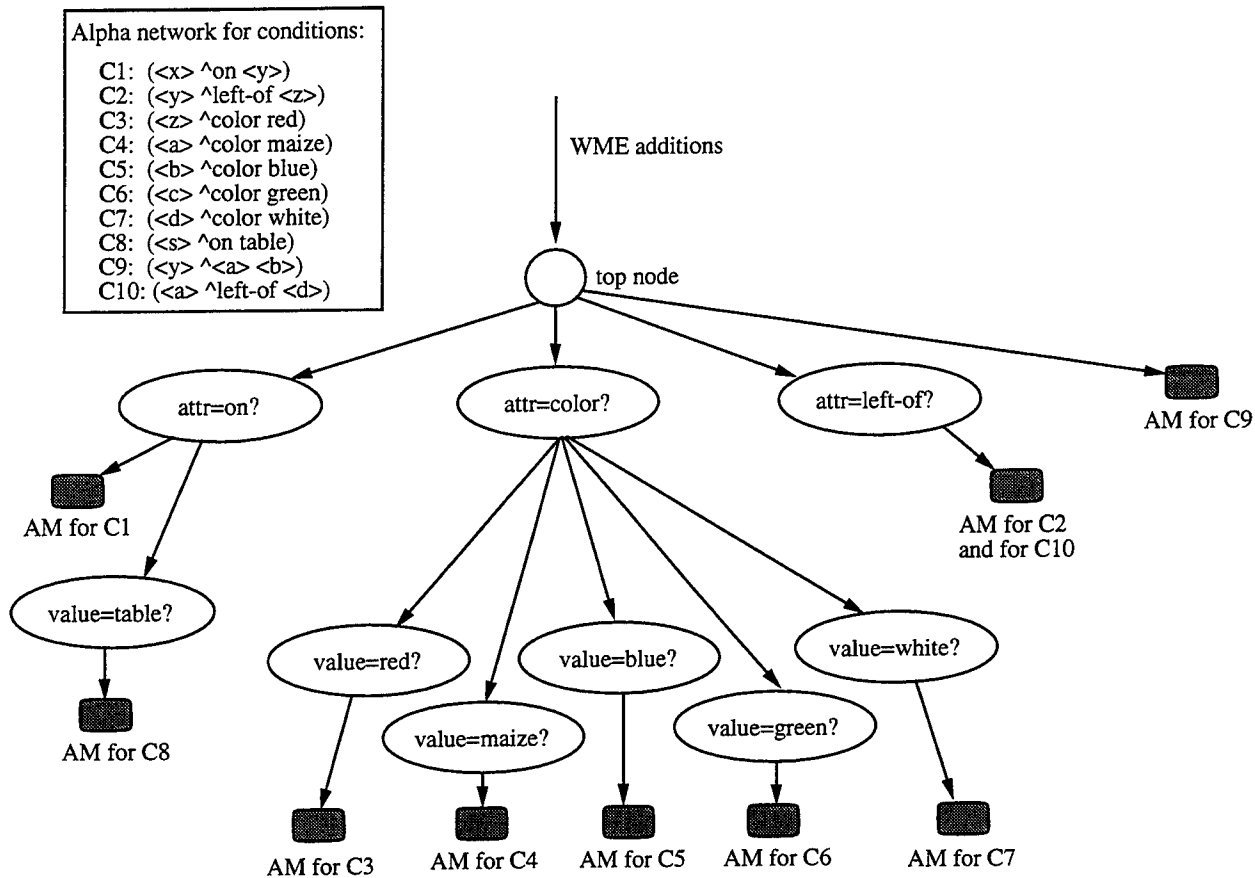 Alpha network for conditions:
C1: (<x> ^on <y>)
C2: (<y> ^left-of <z>)
C3: (<z> ^color red)
C4: (<a> ^color maize)
C5: (<b> ^color blue)
C6: (<c> ^color green)
C7: (<d> ^color white)
C8: (<s> ^on table)
C9: (<y> ^<a> <b>)
C10: (<a> ^left-of <d>)
WME additions
top node
attr=on?
attr=color?
attr=left-of?
AM for C9
AM for C1
AM for C2
and for C10
value=table?
value=red?
value=blue?
value=white?
value=maize?
value=green?
AM for C8
AM for C3
AM for C4
AM for C5
AM for C6
AM for C7